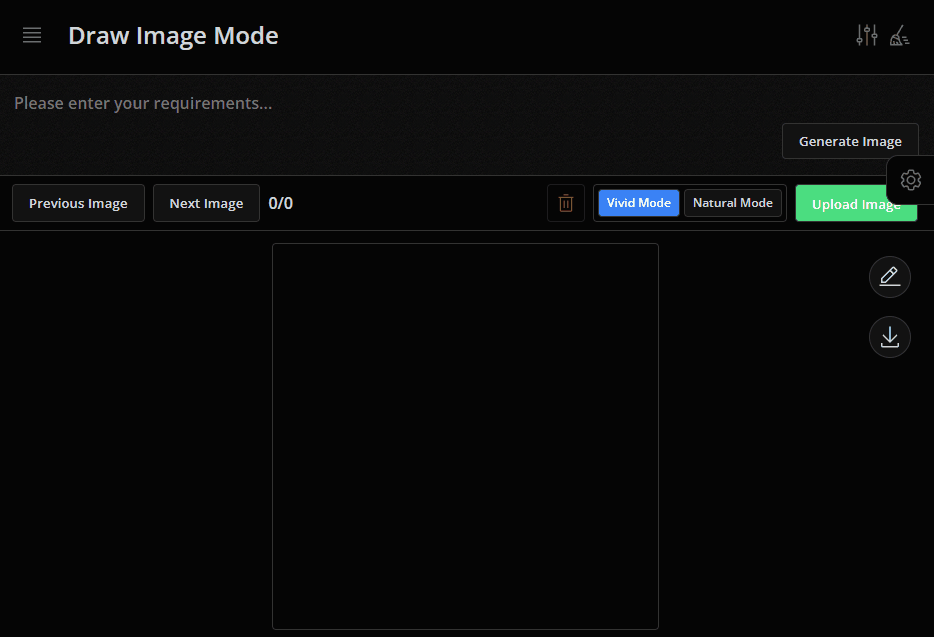 Draw Image Mode
Please enter your requirements...
Generate Image
Previous Image
Next Image
0/0
Vivid Mode
Natural Mode
Upload Image